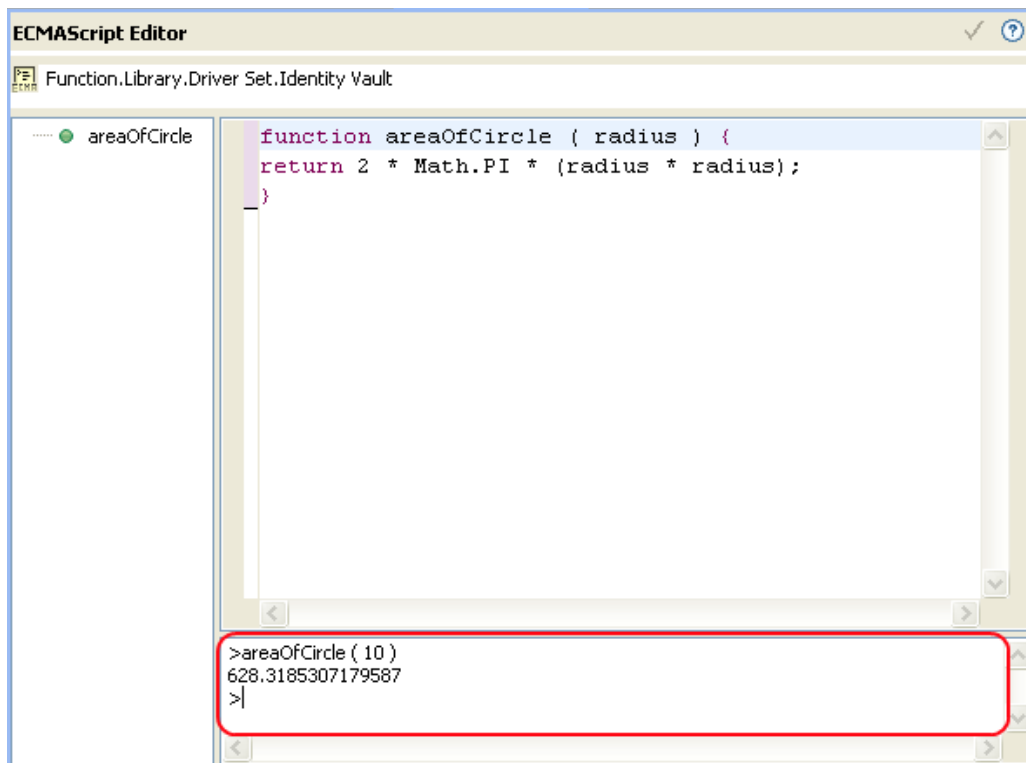 ECMAScript Editor
ECMA Function.Library.Driver Set.Identity Vault
areaOfCircle
function areaOfCircle ( radius ) {
return 2 * Math.PI * (radius * radius);
}
>areaOfCircle ( 10 )
628.3185307179587
>